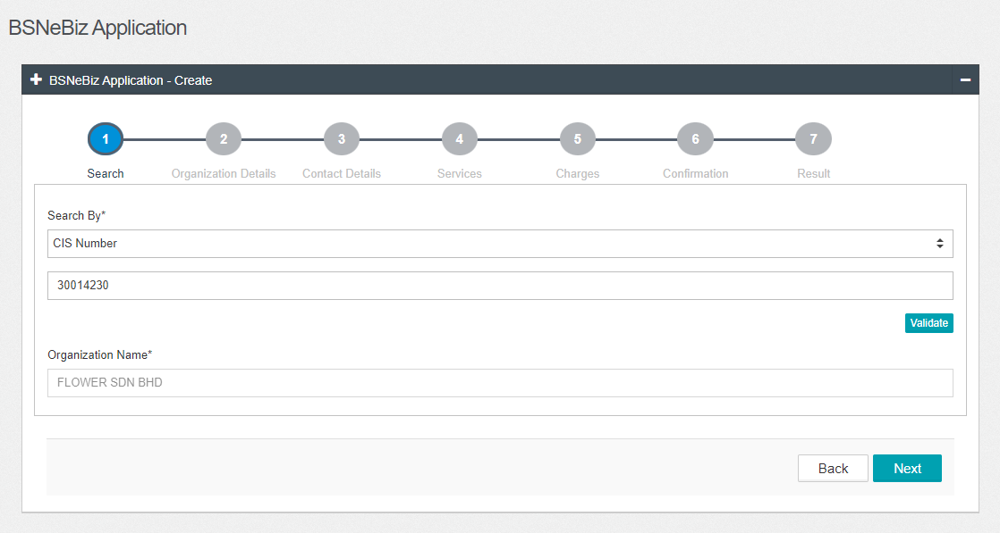 BSNeBiz Application
BSNeBiz Application - Create
1 2 3 4 5 6 7
Search Organization Details Contact Details Services Charges Confirmation Result
Search By*
CIS Number
30014230
Validate
Organization Name*
FLOWER SDN BHD
Back Next